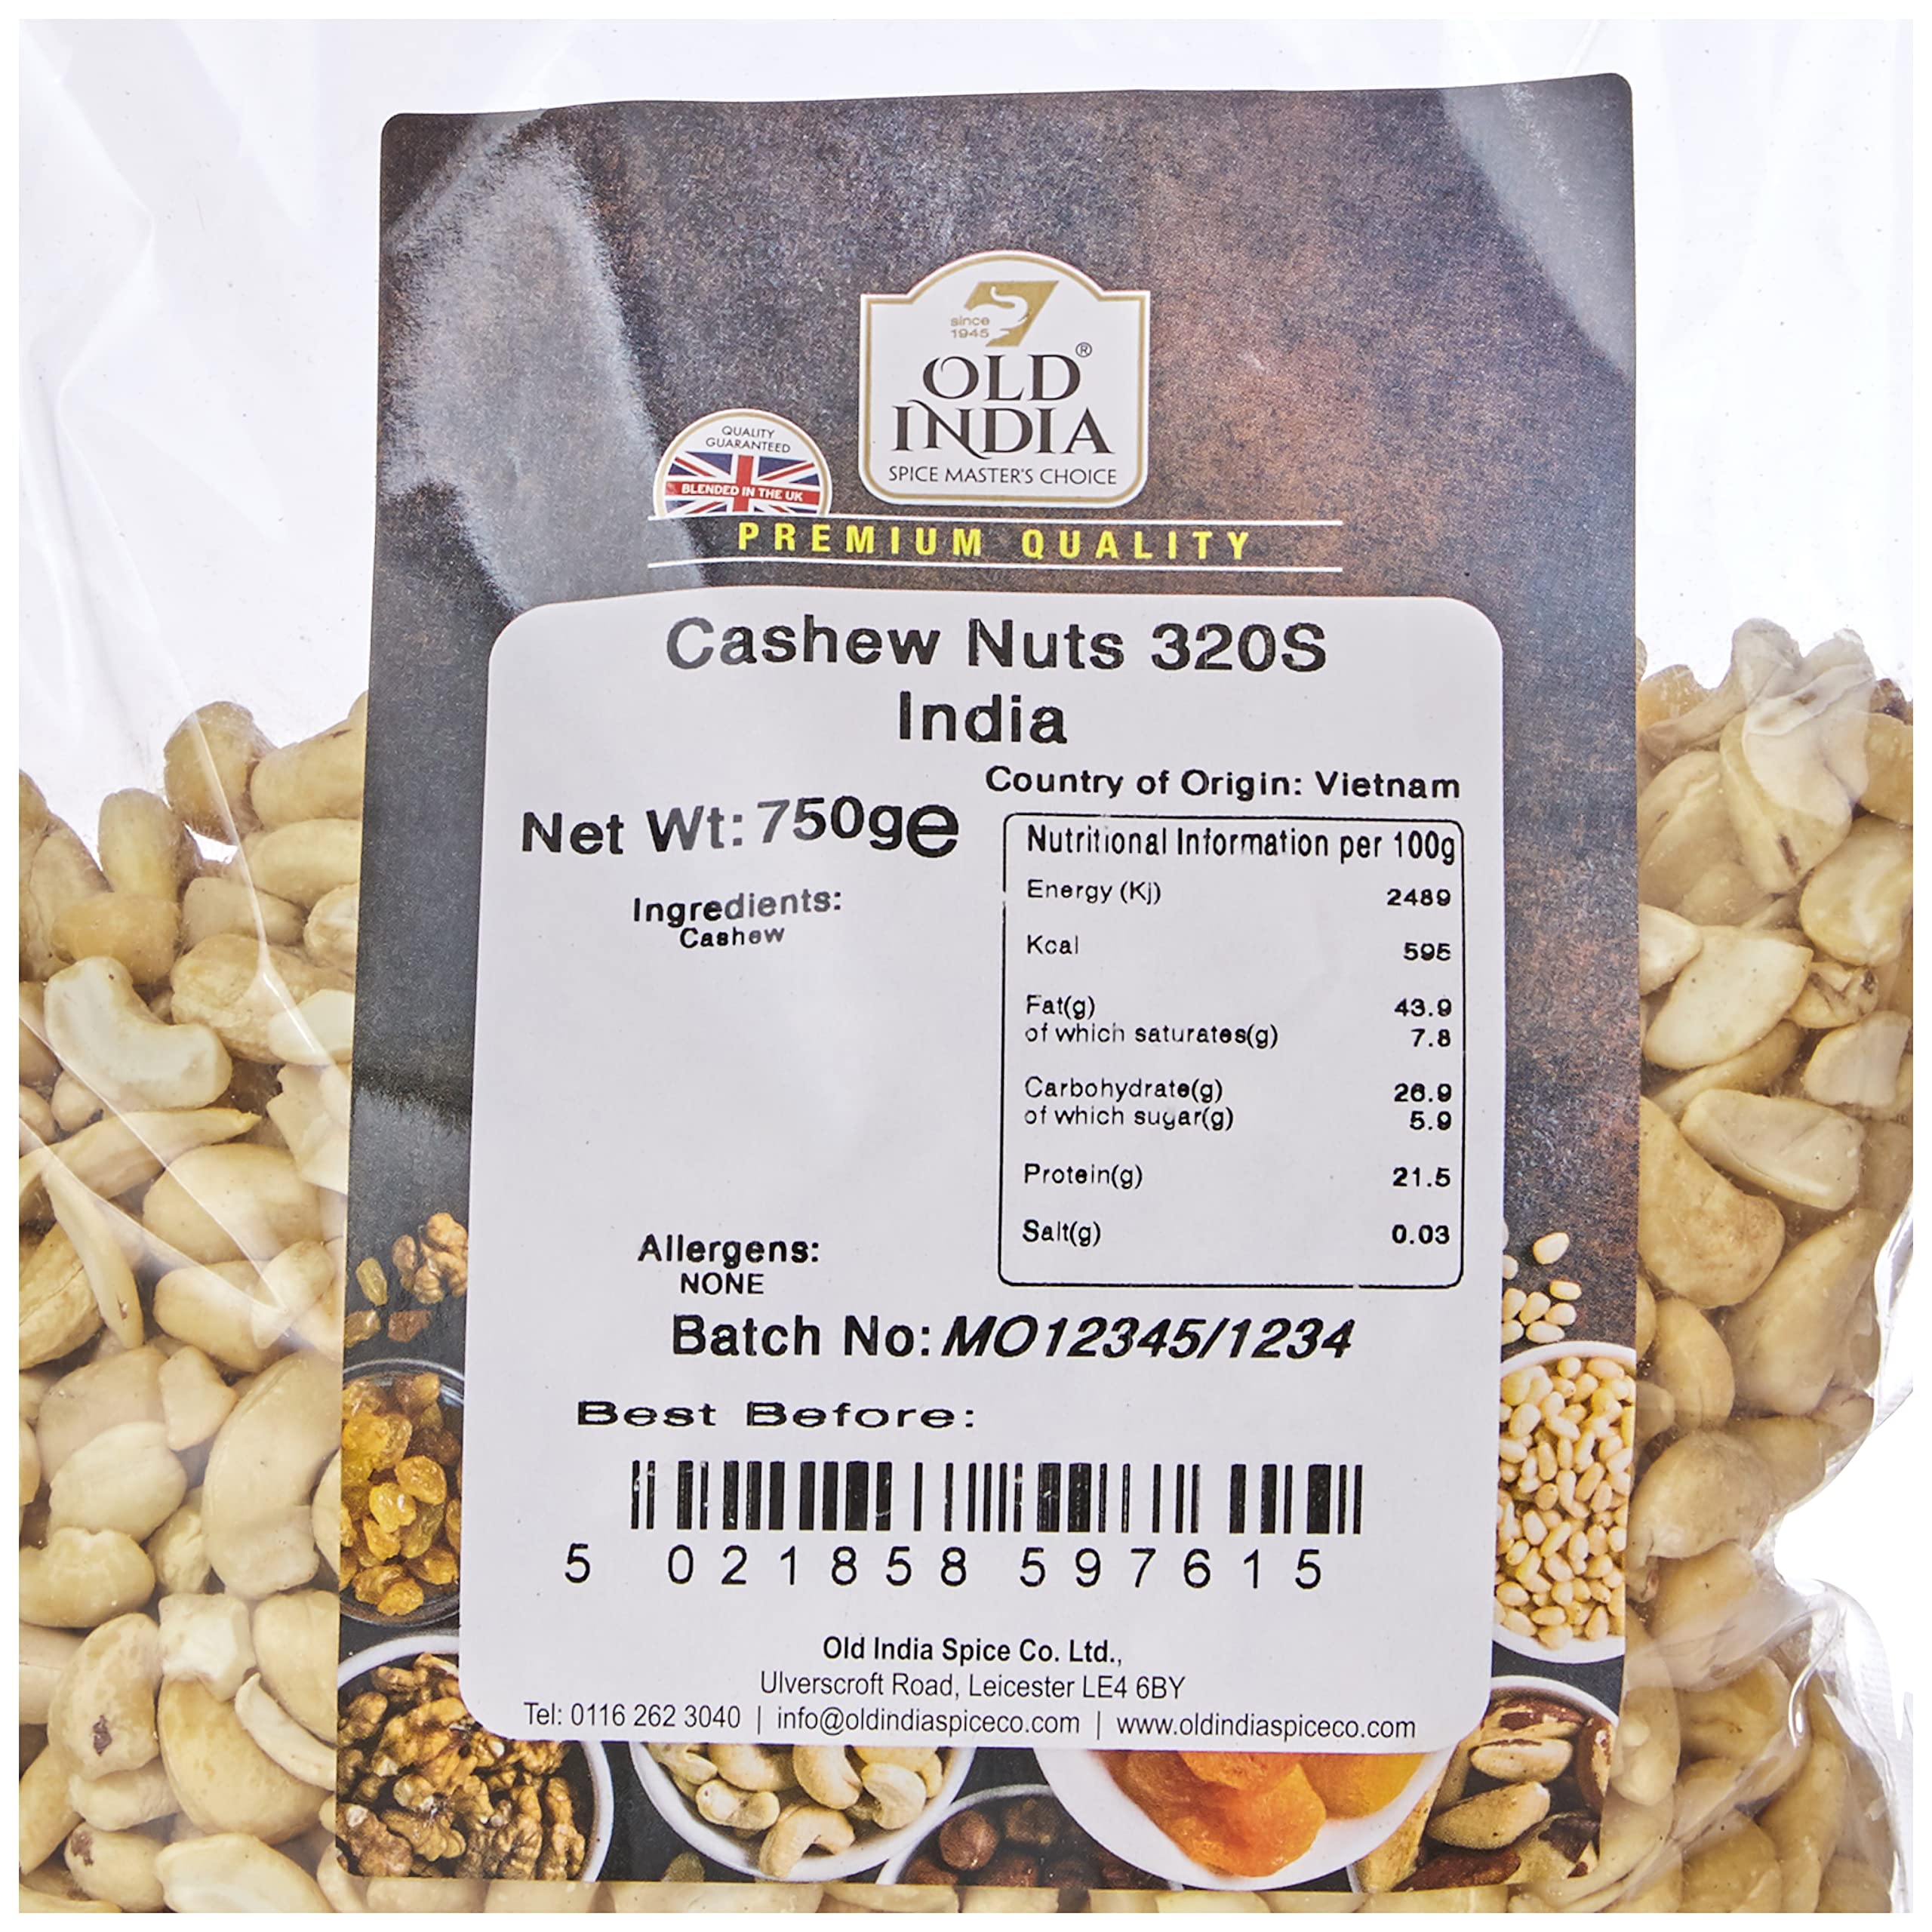 since
1945
OLD®
INDIA
SPICE MASTER'S CHOICE
QUALITY
GUARANTEED
BLENDED IN THE UK
PREMIUM QUALITY
Cashew Nuts 320S
India
Country of Origin: Vietnam
Net Wt: 750ge
Ingredients:
Cashew
Nutritional Information per 100g
Energy (Kj) 2489
Kcal 595
Fat(g) 43.9
of which saturates(g) 7.8
Carbohydrate(g) 26.9
of which sugar(g) 5.9
Protein(g) 21.5
Salt(g) 0.03
Allergens:
NONE
Batch No: MO12345/1234
Best Before:
5 021858 597615
Old India Spice Co. Ltd.,
Ulverscroft Road, Leicester LE4 6BY
Tel: 0116 262 3040 | info@oldindiaspiceco.com | www.oldindiaspiceco.com